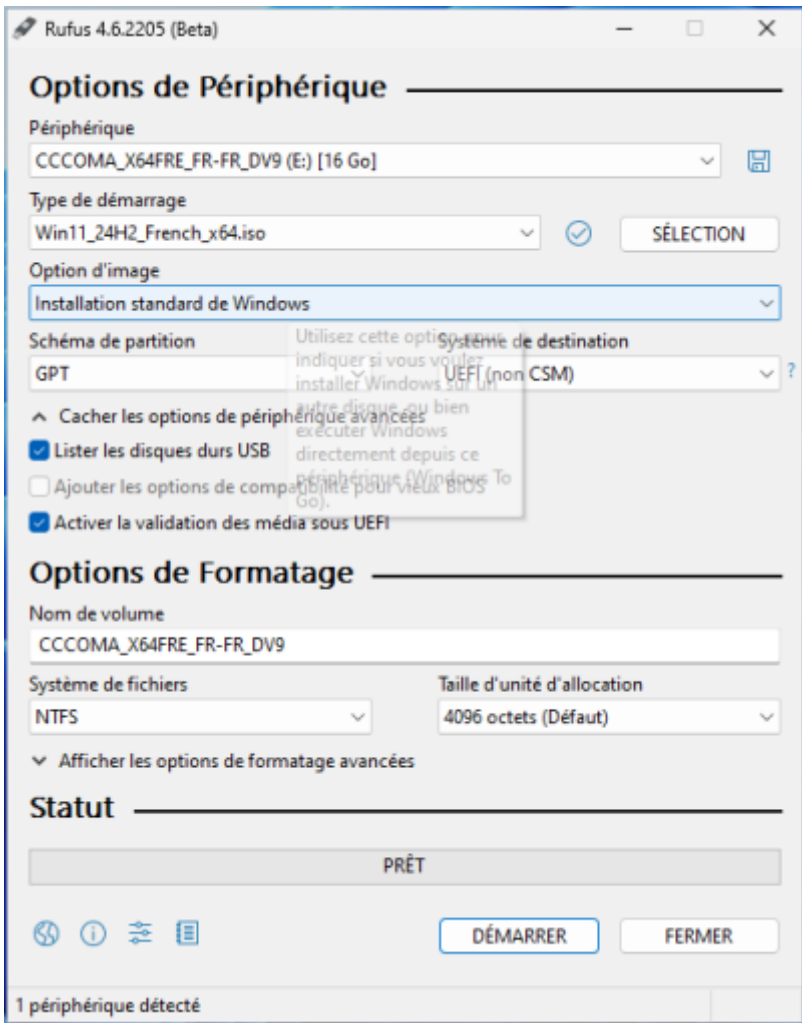 Rufus 4.6.2205 (Beta)
Options de Périphérique
Périphérique
CCCOMA_X64FRE_FR-FR_DV9 (E:) [16 Go]
Type de démarrage
Win11_24H2_French_x64.iso
SÉLECTION
Option d'image
Installation standard de Windows
Schéma de partition
Système de destination
GPT
UEFI (non CSM)
?
Utilisez cette option pour
indiquer si vous voulez
installer Windows sur un
autre disque, ou bien
exécuter Windows
directement depuis ce
périphérique (Windows To
Go).
Cacher les options de périphérique avancées
Lister les disques durs USB
Ajouter les options de compatibilité pour vieux BIOS
Activer la validation des média sous UEFI
Options de Formatage
Nom de volume
CCCOMA_X64FRE_FR-FR_DV9
Système de fichiers
Taille d'unité d'allocation
NTFS
4096 octets (Défaut)
Afficher les options de formatage avancées
Statut
PRÊT
DÉMARRER
FERMER
1 périphérique détecté